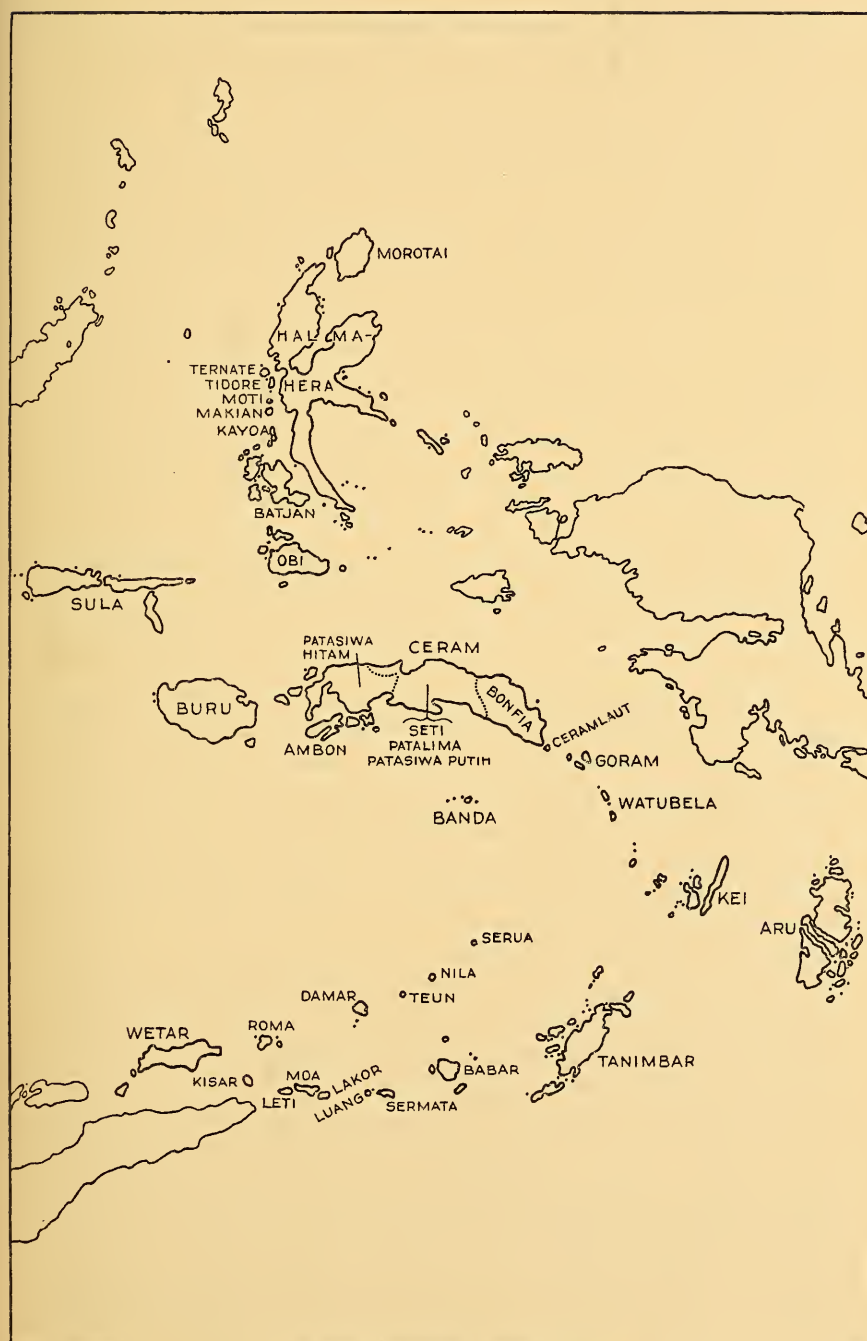 MOROTAI
HAL MA-
HERA
TERNATE
TIDORE
MOTI
MAKIAN
KAYOA
BATJAN
OBI
SULA
PATASIWA
HITAM
CERAM
BURU
BONFIA
AMBON
SETI
PATALIMA
PATASIWA PUTIH
CERAMLAUT
GORAM
WATUBELA
BANDA
KEI
ARU
SERUA
NILA
TEUN
DAMAR
WETAR
ROMA
KISAR
LETI
MOA
LAKOR
LUANG
SERMATA
BABAR
TANIMBAR